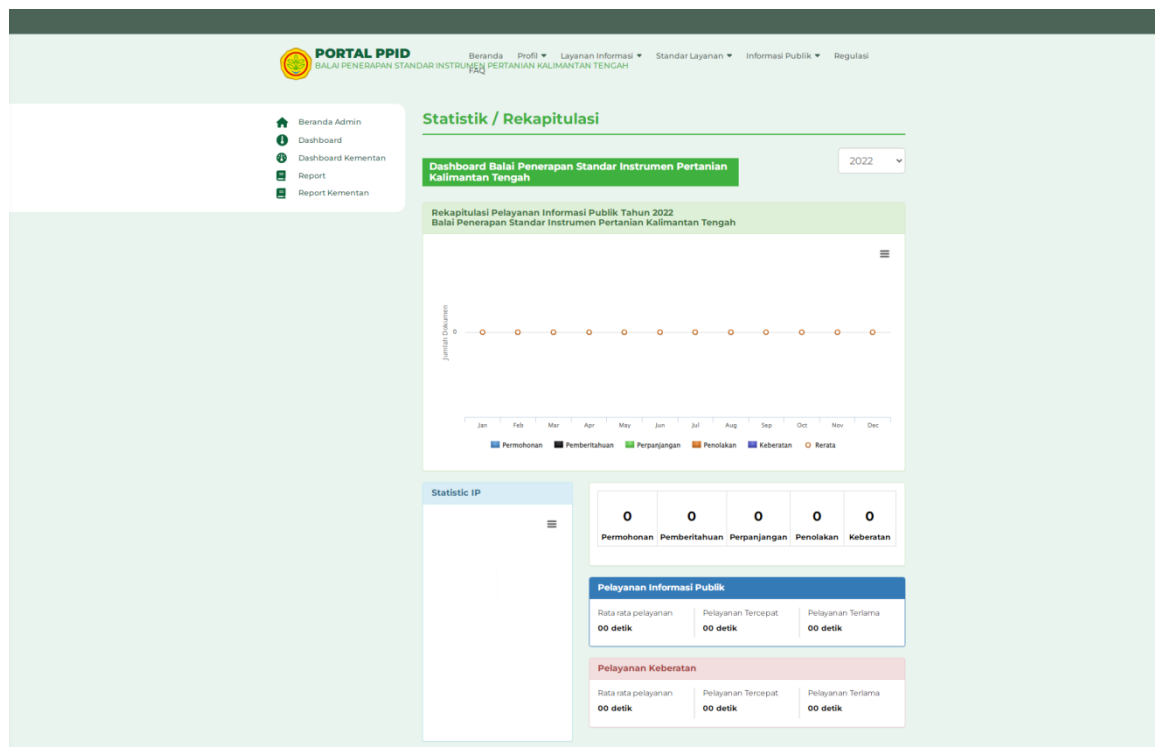 PORTAL PPID
BALAI PENERAPAN STANDAR INSTRUMEN PERTANIAN KALIMANTAN TENGAH
Beranda Profil Layanan Informasi Standar Layanan Informasi Publik Regulasi
FAQ
Beranda Admin
Dashboard
Dashboard Kementan
Report
Report Kementan
Statistik / Rekapitulasi
Dashboard Balai Penerapan Standar Instrumen Pertanian
Kalimantan Tengah
2022
Rekapitulasi Pelayanan Informasi Publik Tahun 2022
Balai Penerapan Standar Instrumen Pertanian Kalimantan Tengah
Jumlah Dokumen
0
Jan Feb Mar Apr May Jun Jul Aug Sep Oct Nov Dec
Permohonan Pemberitahuan Perpanjangan Penolakan Keberatan Rerata
Statistic IP
0 0 0 0 0
Permohonan Pemberitahuan Perpanjangan Penolakan Keberatan
Pelayanan Informasi Publik
Rata rata pelayanan Pelayanan Tercepat Pelayanan Terlama
00 detik 00 detik 00 detik
Pelayanan Keberatan
Rata rata pelayanan Pelayanan Tercepat Pelayanan Terlama
00 detik 00 detik 00 detik